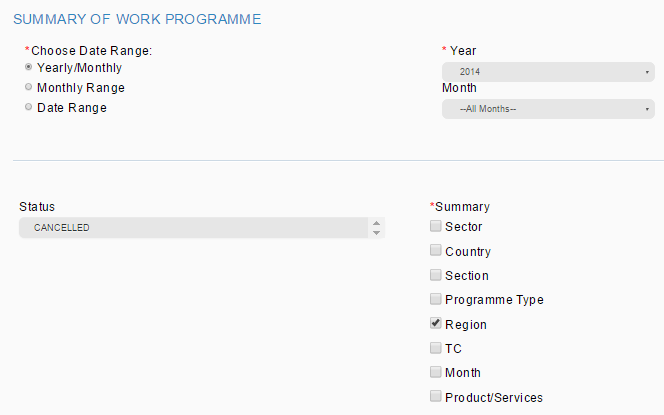 SUMMARY OF WORK PROGRAMME
*Choose Date Range:
Yearly/Monthly
Monthly Range
Date Range
* Year
2014
Month
--All Months--
Status
CANCELLED
*Summary
Sector
Country
Section
Programme Type
Region
TC
Month
Product/Services